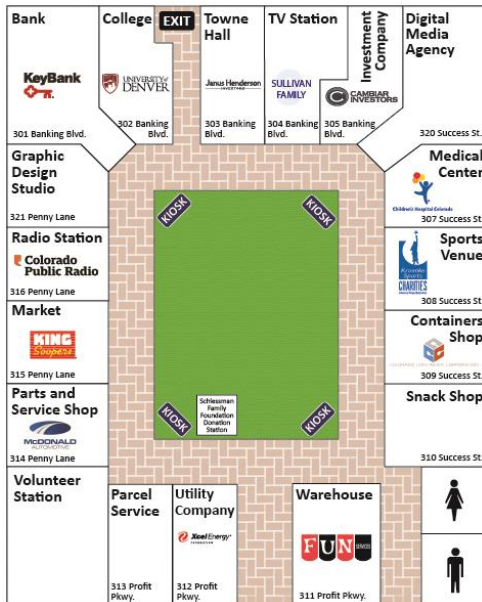 Bank
KeyBank
301 Banking Blvd.
College
UNIVERSITY of
DENVER
302 Banking
Blvd.
EXIT
Towne
Hall
Janus Henderson
INVESTORS
303 Banking
Blvd.
TV Station
SULLIVAN
FAMILY
304 Banking
Blvd.
Investment
Company
CAMBIAR
INVESTORS
305 Banking
Blvd.
Digital
Media
Agency
320 Success St.
Graphic
Design
Studio
321 Penny Lane
KIOSK
KIOSK
Medical
Center
Children's Hospital Colorado
307 Success St.
Radio Station
Colorado
Public Radio
316 Penny Lane
Sports
Venue
Kroenke
Sports
CHARITIES
308 Success St.
Market
KING
Soopers
315 Penny Lane
Containers
Shop
309 Success St.
Parts and
Service Shop
McDONALD
AUTOMOTIVE
314 Penny Lane
KIOSK
Schlessman
Family
Foundation
Donation
Station
KIOSK
Snack Shop
310 Success St.
Volunteer
Station
Parcel
Service
313 Profit
Pkwy.
Utility
Company
Xcel Energy
FOUNDATION
312 Profit
Pkwy.
Warehouse
FUN
SERVICES
311 Profit Pkwy.